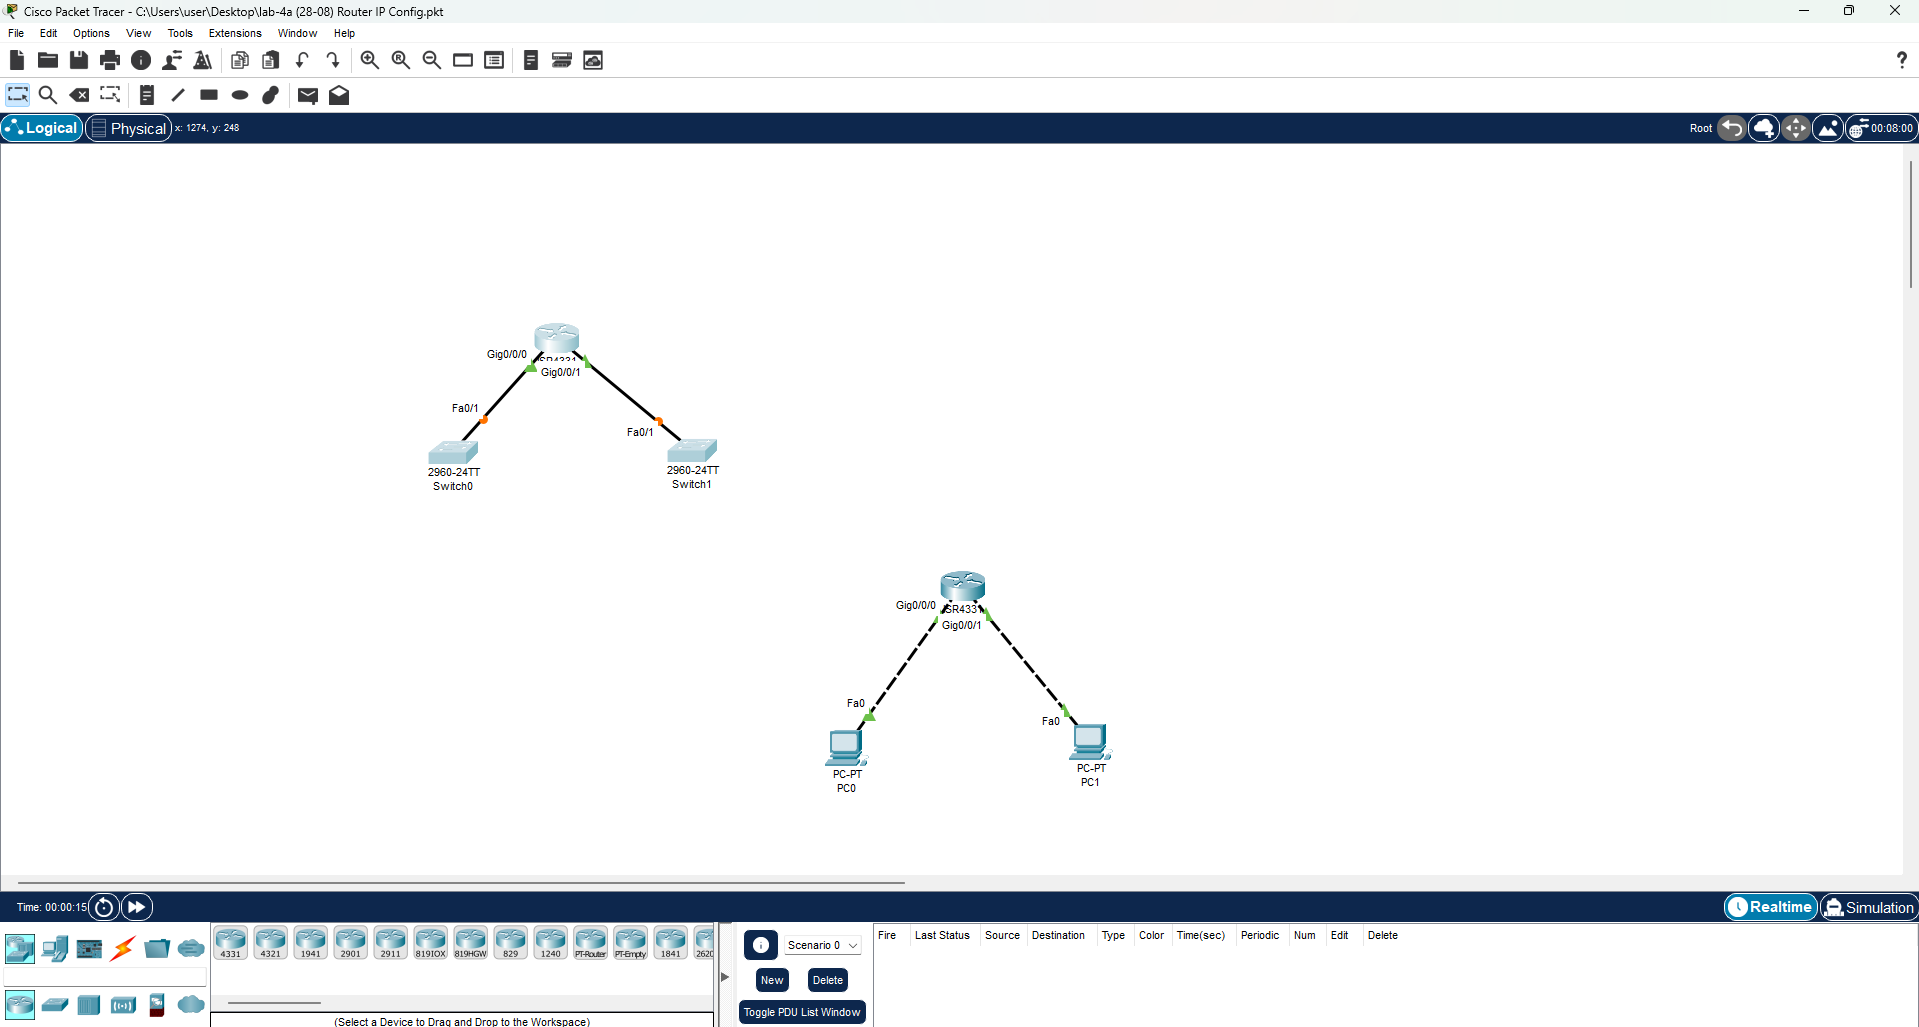 Cisco Packet Tracer - C:\Users\user\Desktop\lab-4a (28-08) Router IP Config.pkt
File Edit Options View Tools Extensions Window Help
Logical Physical x: 1274, y: 248 Root 00:08:00
Gig0/0/0
Gig0/0/1
Fa0/1
Fa0/1
2960-24TT
Switch0
2960-24TT
Switch1
Gig0/0/0
Gig0/0/1
Fa0
Fa0
PC-PT
PC0
PC-PT
PC1
Time: 00:00:15 Realtime Simulation
4331 4321 1941 2901 2911 819IOX 819HGW 829 1240 PT-Router PT-Empty 1841 262
Scenario 0
New Delete
Toggle PDU List Window
Fire Last Status Source Destination Type Color Time(sec) Periodic Num Edit Delete
(Select a Device to Drag and Drop to the Workspace)